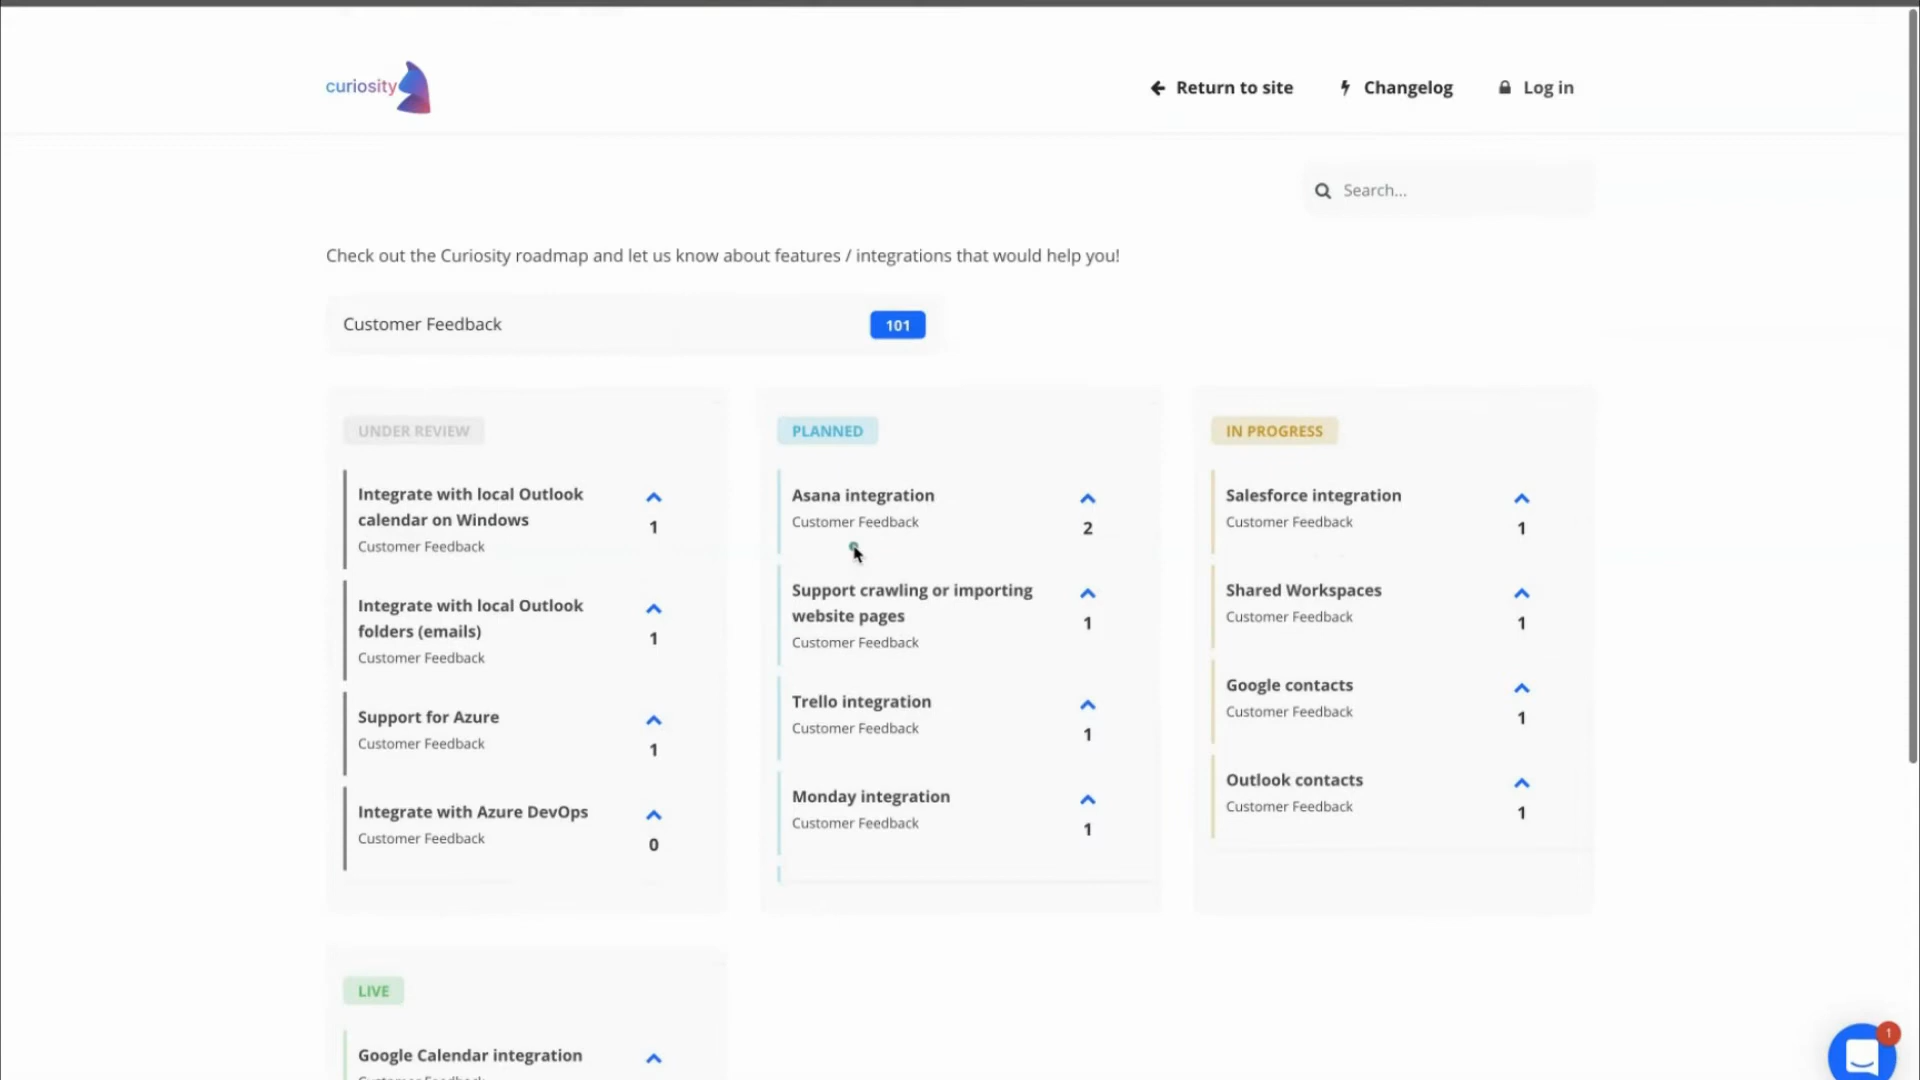 curiosity
Return to site
Changelog
Log in
Search...
Check out the Curiosity roadmap and let us know about features / integrations that would help you!
Customer Feedback
101
UNDER REVIEW
Integrate with local Outlook
calendar on Windows
Customer Feedback
1
Integrate with local Outlook
folders (emails)
Customer Feedback
1
Support for Azure
Customer Feedback
1
Integrate with Azure DevOps
Customer Feedback
0
PLANNED
Asana integration
Customer Feedback
2
Support crawling or importing
website pages
Customer Feedback
1
Trello integration
Customer Feedback
1
Monday integration
Customer Feedback
1
IN PROGRESS
Salesforce integration
Customer Feedback
1
Shared Workspaces
Customer Feedback
1
Google contacts
Customer Feedback
1
Outlook contacts
Customer Feedback
1
LIVE
Google Calendar integration
Customer Feedback
1